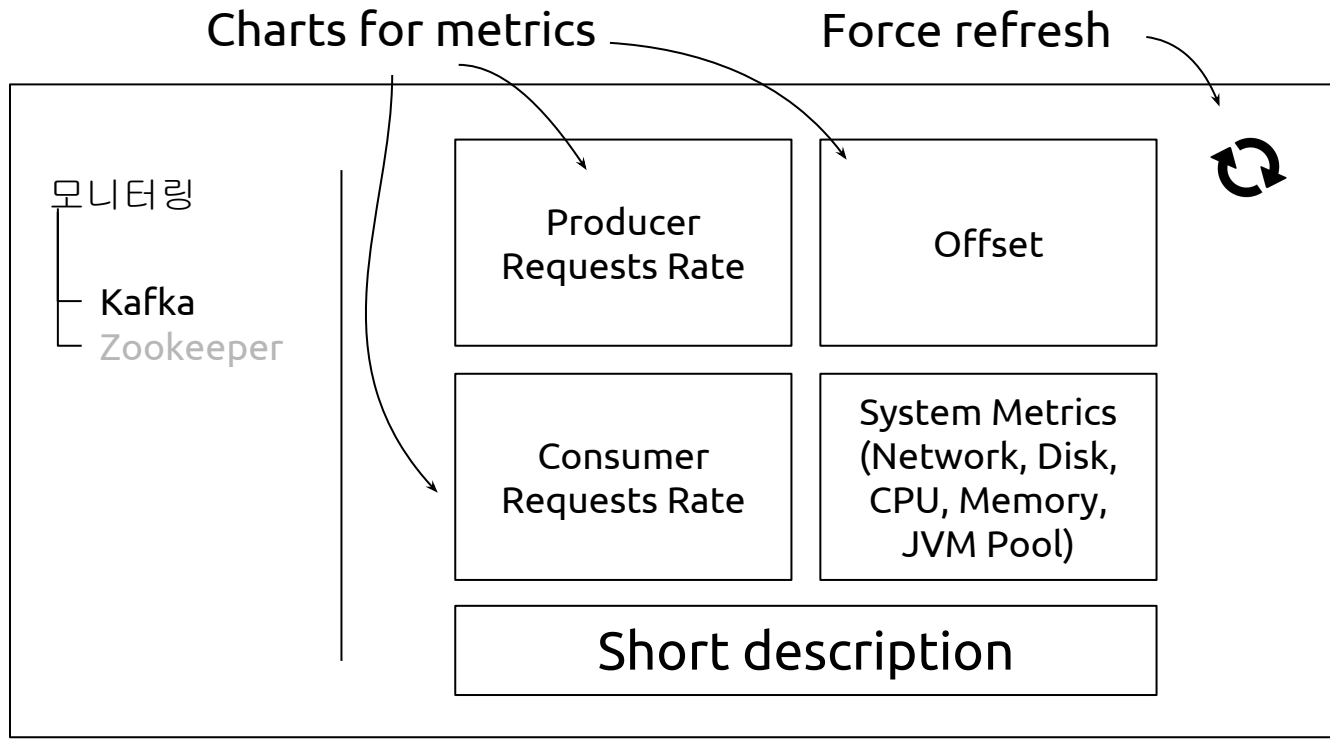 Charts for metrics
Force refresh
모니터링
Kafka
Zookeeper
Producer
Requests Rate
Offset
Consumer
Requests Rate
System Metrics
(Network, Disk,
CPU, Memory,
JVM Pool)
Short description